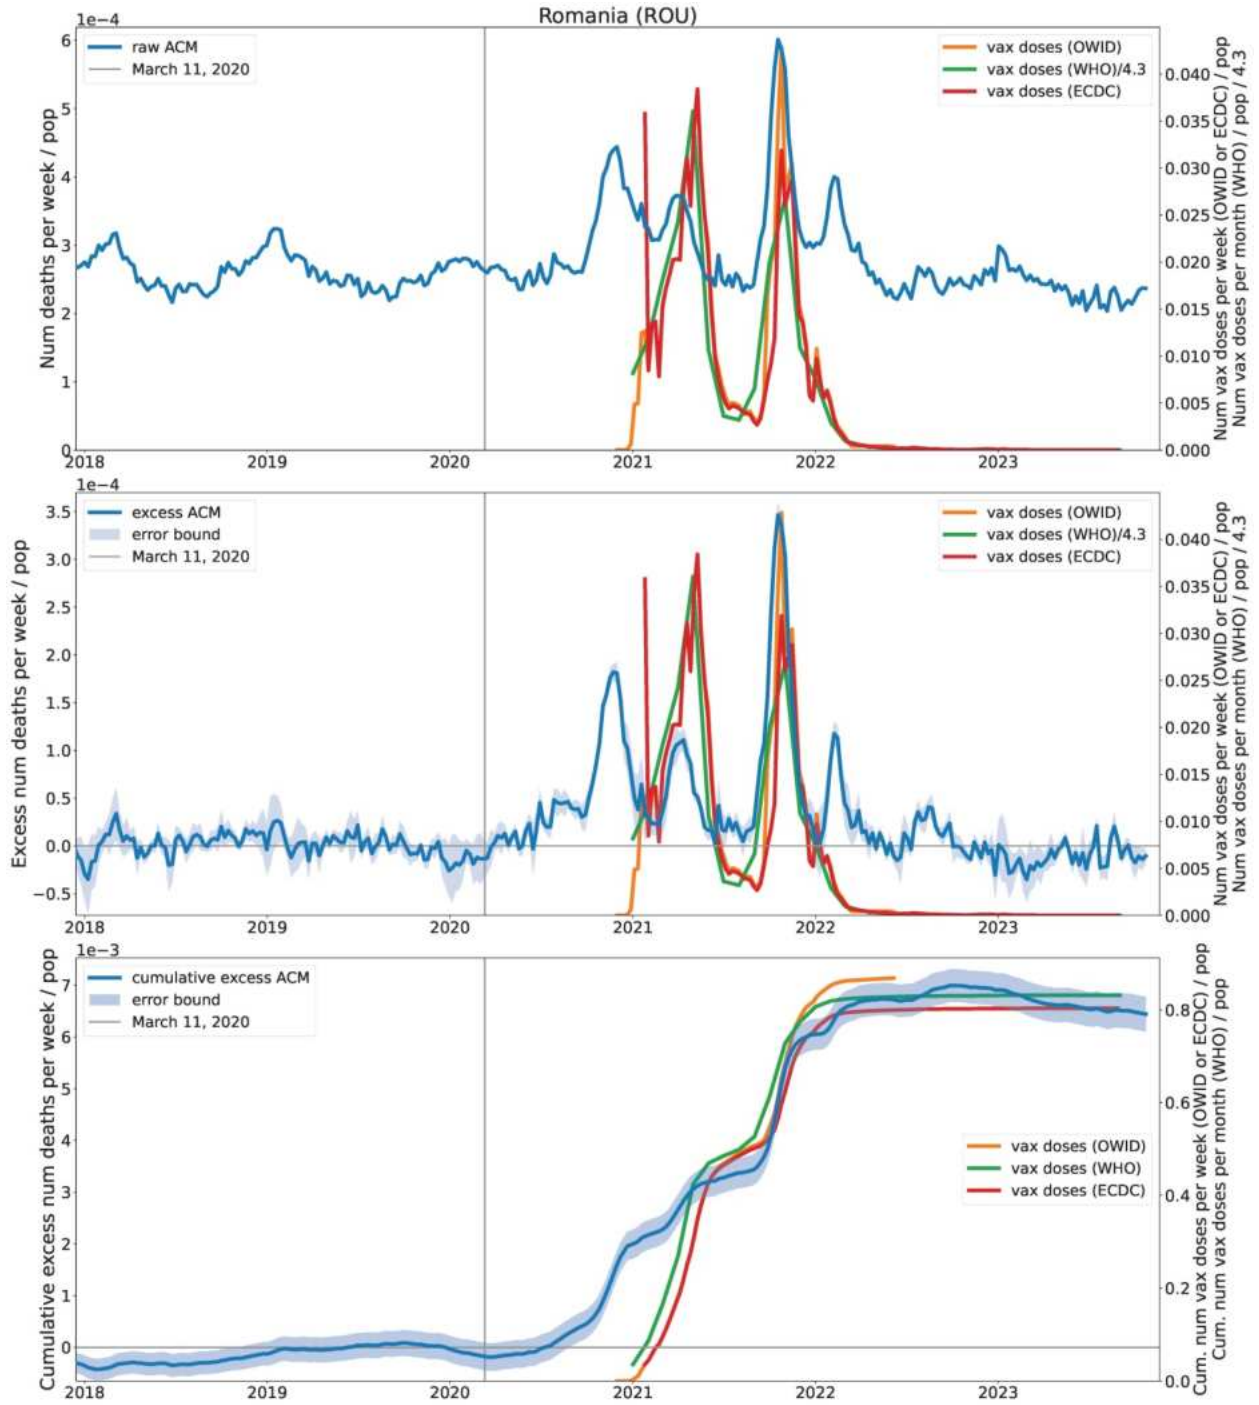 Romania (ROU)
1e−4
raw ACM
March 11, 2020
vax doses (OWID)
vax doses (WHO)/4.3
vax doses (ECDC)
6
5
4
3
2
1
0
Num deaths per week / pop
0.040
0.035
0.030
0.025
0.020
0.015
0.010
0.005
0.000
Num vax doses per week (OWID or ECDC) / pop
Num vax doses per month (WHO) / pop / 4.3
2018 2019 2020 2021 2022 2023
1e−4
excess ACM
error bound
March 11, 2020
vax doses (OWID)
vax doses (WHO)/4.3
vax doses (ECDC)
3.5
3.0
2.5
2.0
1.5
1.0
0.5
0.0
−0.5
Excess num deaths per week / pop
0.040
0.035
0.030
0.025
0.020
0.015
0.010
0.005
0.000
Num vax doses per week (OWID or ECDC) / pop
Num vax doses per month (WHO) / pop / 4.3
2018 2019 2020 2021 2022 2023
1e−3
cumulative excess ACM
error bound
March 11, 2020
7
6
5
4
3
2
1
0
Cumulative excess num deaths per week / pop
vax doses (OWID)
vax doses (WHO)
vax doses (ECDC)
0.8
0.6
0.4
0.2
0.0
Cum. num vax doses per week (OWID or ECDC) / pop
Cum. num vax doses per month (WHO) / pop
2018 2019 2020 2021 2022 2023